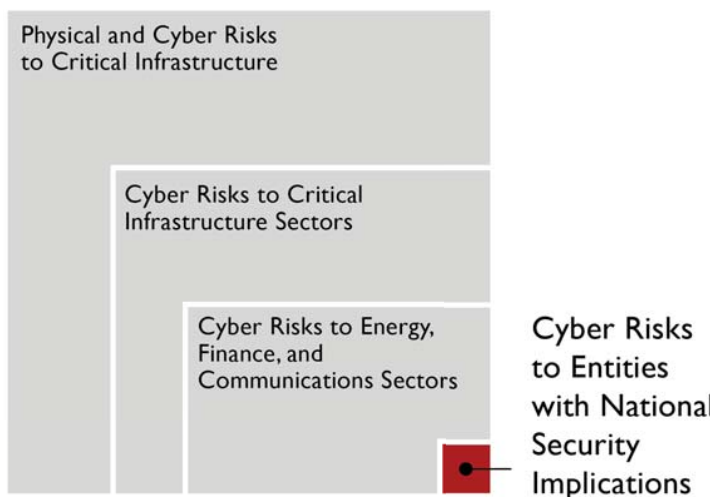 Physical and Cyber Risks
to Critical Infrastructure
Cyber Risks to Critical
Infrastructure Sectors
Cyber Risks to Energy,
Finance, and
Communications Sectors
Cyber Risks
to Entities
with National
Security
Implications